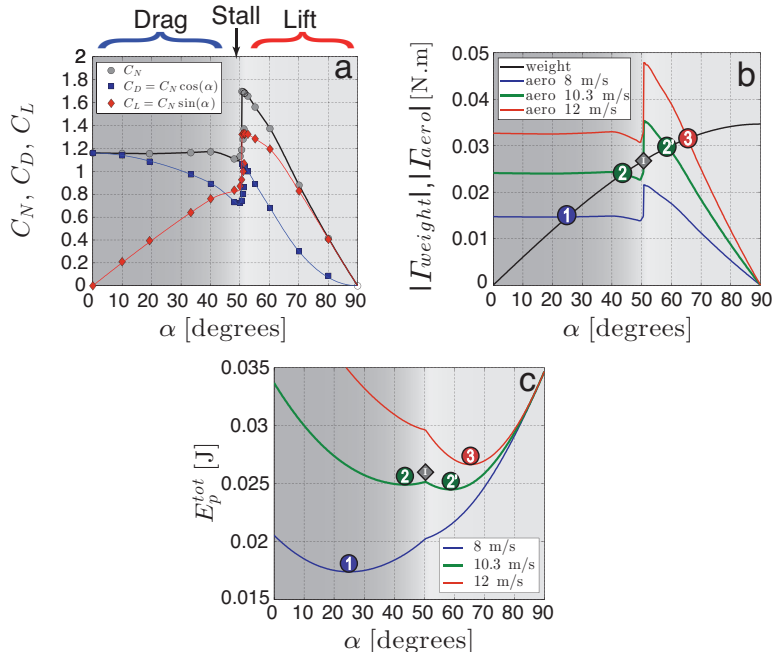 Drag Stall Lift
a
C_N, C_D, C_L
2
1.8
1.6
1.4
1.2
1
0.8
0.6
0.4
0.2
0
C_N
C_D = C_N cos(α)
C_L = C_N sin(α)
0 10 20 30 40 50 60 70 80 90
α [degrees]
b
|Γ_weight|, |Γ_aero| [N.m]
0.05
0.04
0.03
0.02
0.01
0
weight
aero 8 m/s
aero 10.3 m/s
aero 12 m/s
1
2
2'
3
0 10 20 30 40 50 60 70 80 90
α [degrees]
c
E_p^tot [J]
0.035
0.03
0.025
0.02
0.015
1
2
2'
3
8 m/s
10.3 m/s
12 m/s
0 10 20 30 40 50 60 70 80 90
α [degrees]